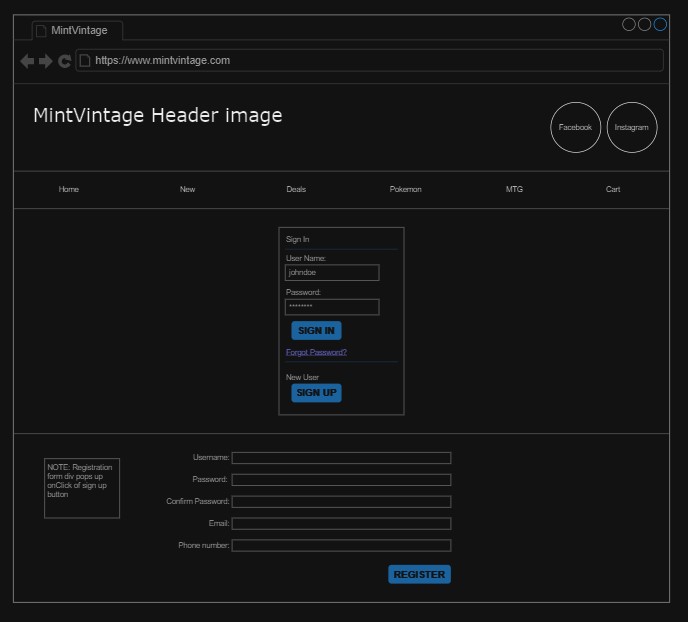 MintVintage
https://www.mintvintage.com
MintVintage Header image
Facebook
Instagram
Home
New
Deals
Pokemon
MTG
Cart
Sign In
User Name:
johndoe
Password:
********
SIGN IN
Forgot Password?
New User
SIGN UP
NOTE: Registration
form div pops up
onClick of sign up
button
Username:
Password:
Confirm Password:
Email:
Phone number:
REGISTER